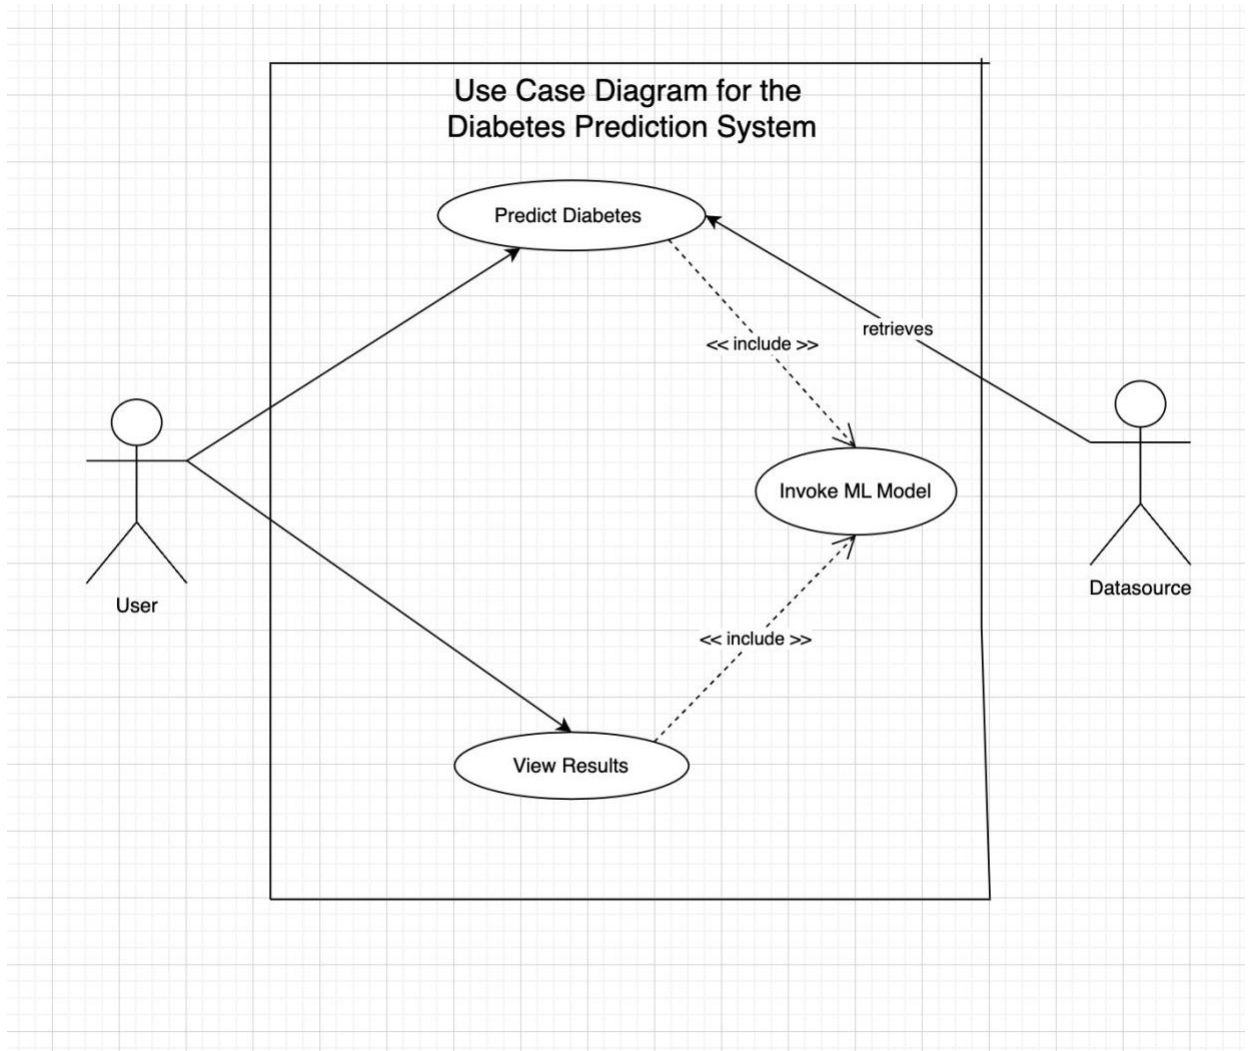 Use Case Diagram for the
Diabetes Prediction System
Predict Diabetes
retrieves
<< include >>
Invoke ML Model
Datasource
User
<< include >>
View Results